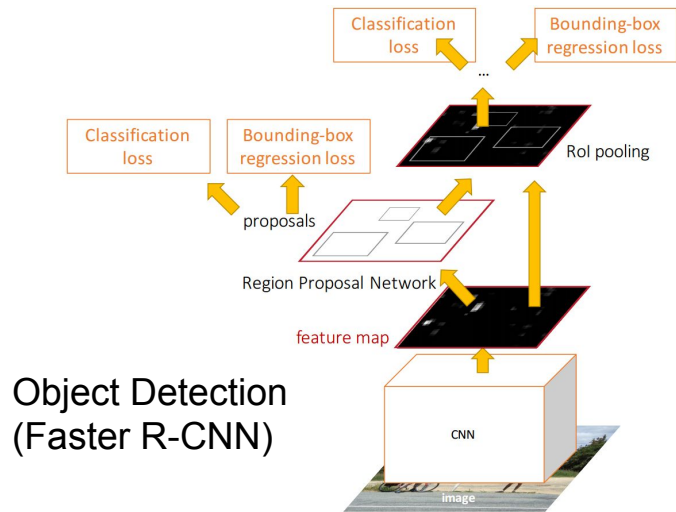 Classification
loss
Bounding-box
regression loss
...
Classification
loss
Bounding-box
regression loss
RoI pooling
proposals
Region Proposal Network
feature map
CNN
image
Object Detection
(Faster R-CNN)